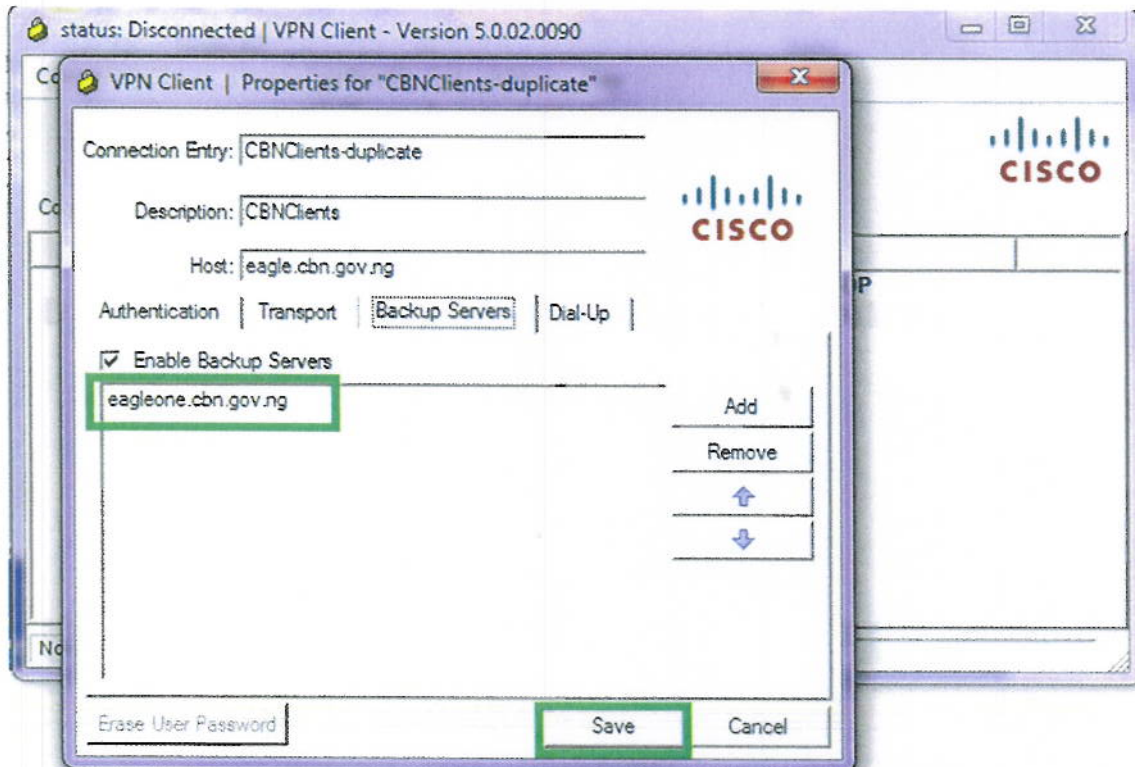 status: Disconnected | VPN Client - Version 5.0.02.0090
VPN Client | Properties for "CBNClients-duplicate"
Connection Entry: CBNClients-duplicate
Description: CBNClients
Host: eagle.cbn.gov.ng
CISCO
CISCO
Authentication | Transport | Backup Servers | Dial-Up |
Enable Backup Servers
eagleone.cbn.gov.ng
Add
Remove
Erase User Password
Save
Cancel